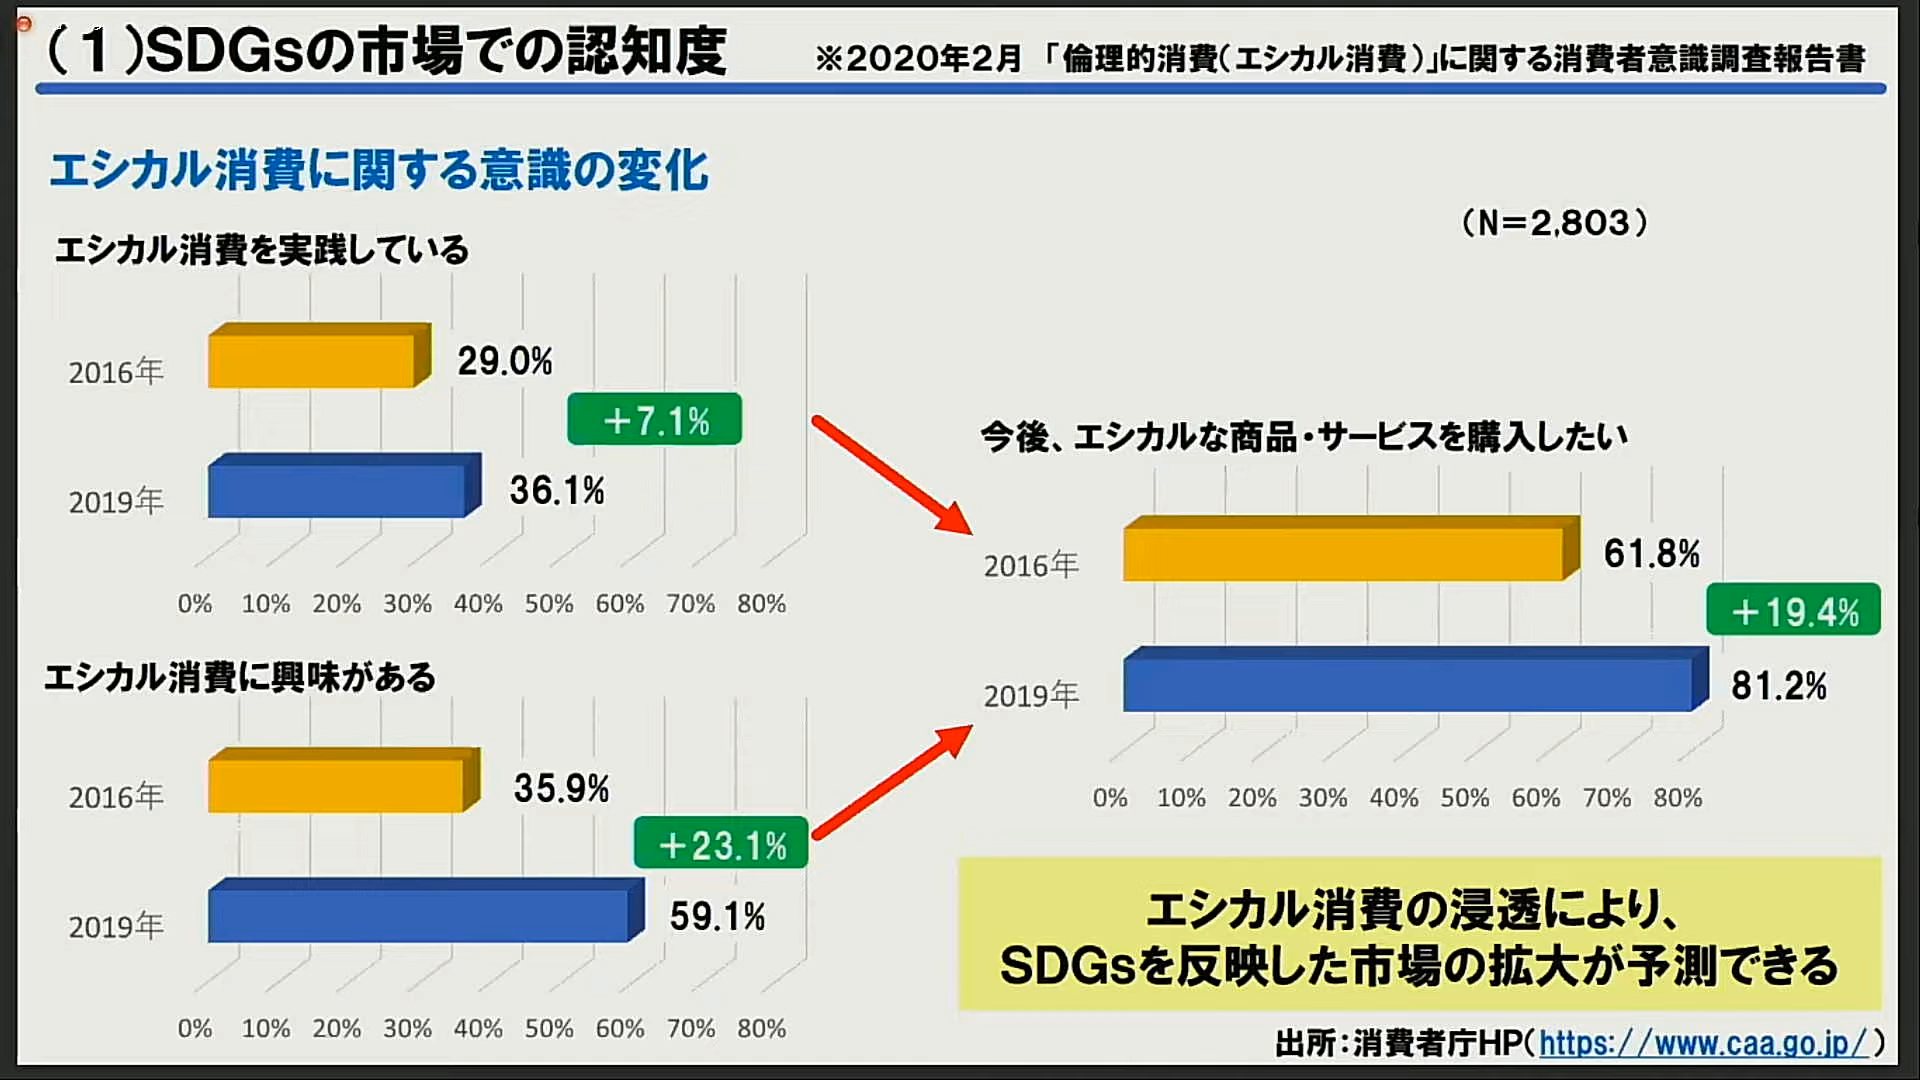 （１）SDGsの市場での認知度
※2020年2月 「倫理的消費（エシカル消費）」に関する消費者意識調査報告書
エシカル消費に関する意識の変化
（N＝2,803）
エシカル消費を実践している
2016年
29.0%
＋7.1%
2019年
36.1%
0% 10% 20% 30% 40% 50% 60% 70% 80%
エシカル消費に興味がある
2016年
35.9%
＋23.1%
2019年
59.1%
0% 10% 20% 30% 40% 50% 60% 70% 80%
今後、エシカルな商品・サービスを購入したい
2016年
61.8%
＋19.4%
2019年
81.2%
0% 10% 20% 30% 40% 50% 60% 70% 80%
エシカル消費の浸透により、
SDGsを反映した市場の拡大が予測できる
出所：消費者庁HP（https://www.caa.go.jp/）